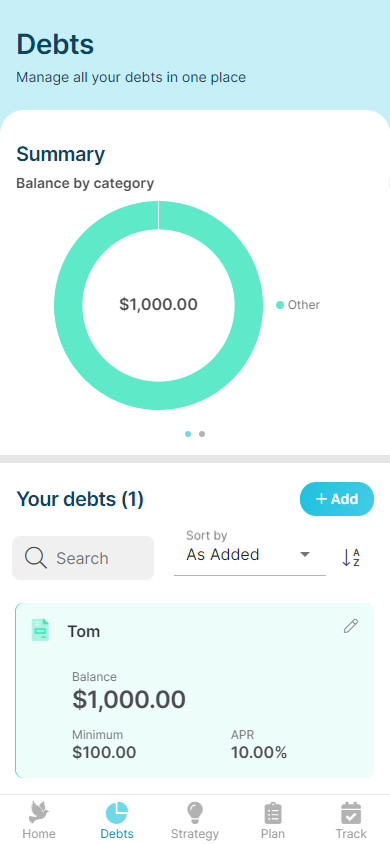 Debts
Manage all your debts in one place
Summary
Balance by category
$1,000.00
Other
Your debts (1)
+ Add
Search
Sort by
As Added
A
Z
Tom
Balance
$1,000.00
Minimum
APR
$100.00
10.00%
Home
Debts
Strategy
Plan
Track